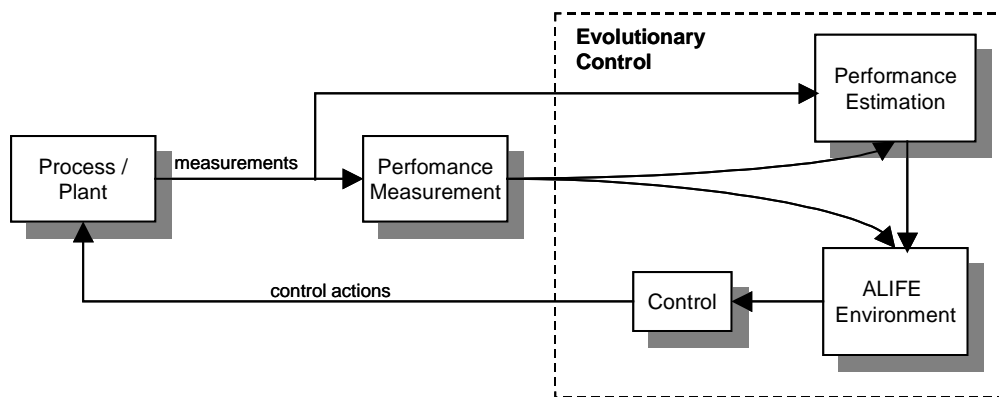 Evolutionary
Control
Performance
Estimation
Process /
Plant
measurements
Perfomance
Measurement
control actions
Control
ALIFE
Environment